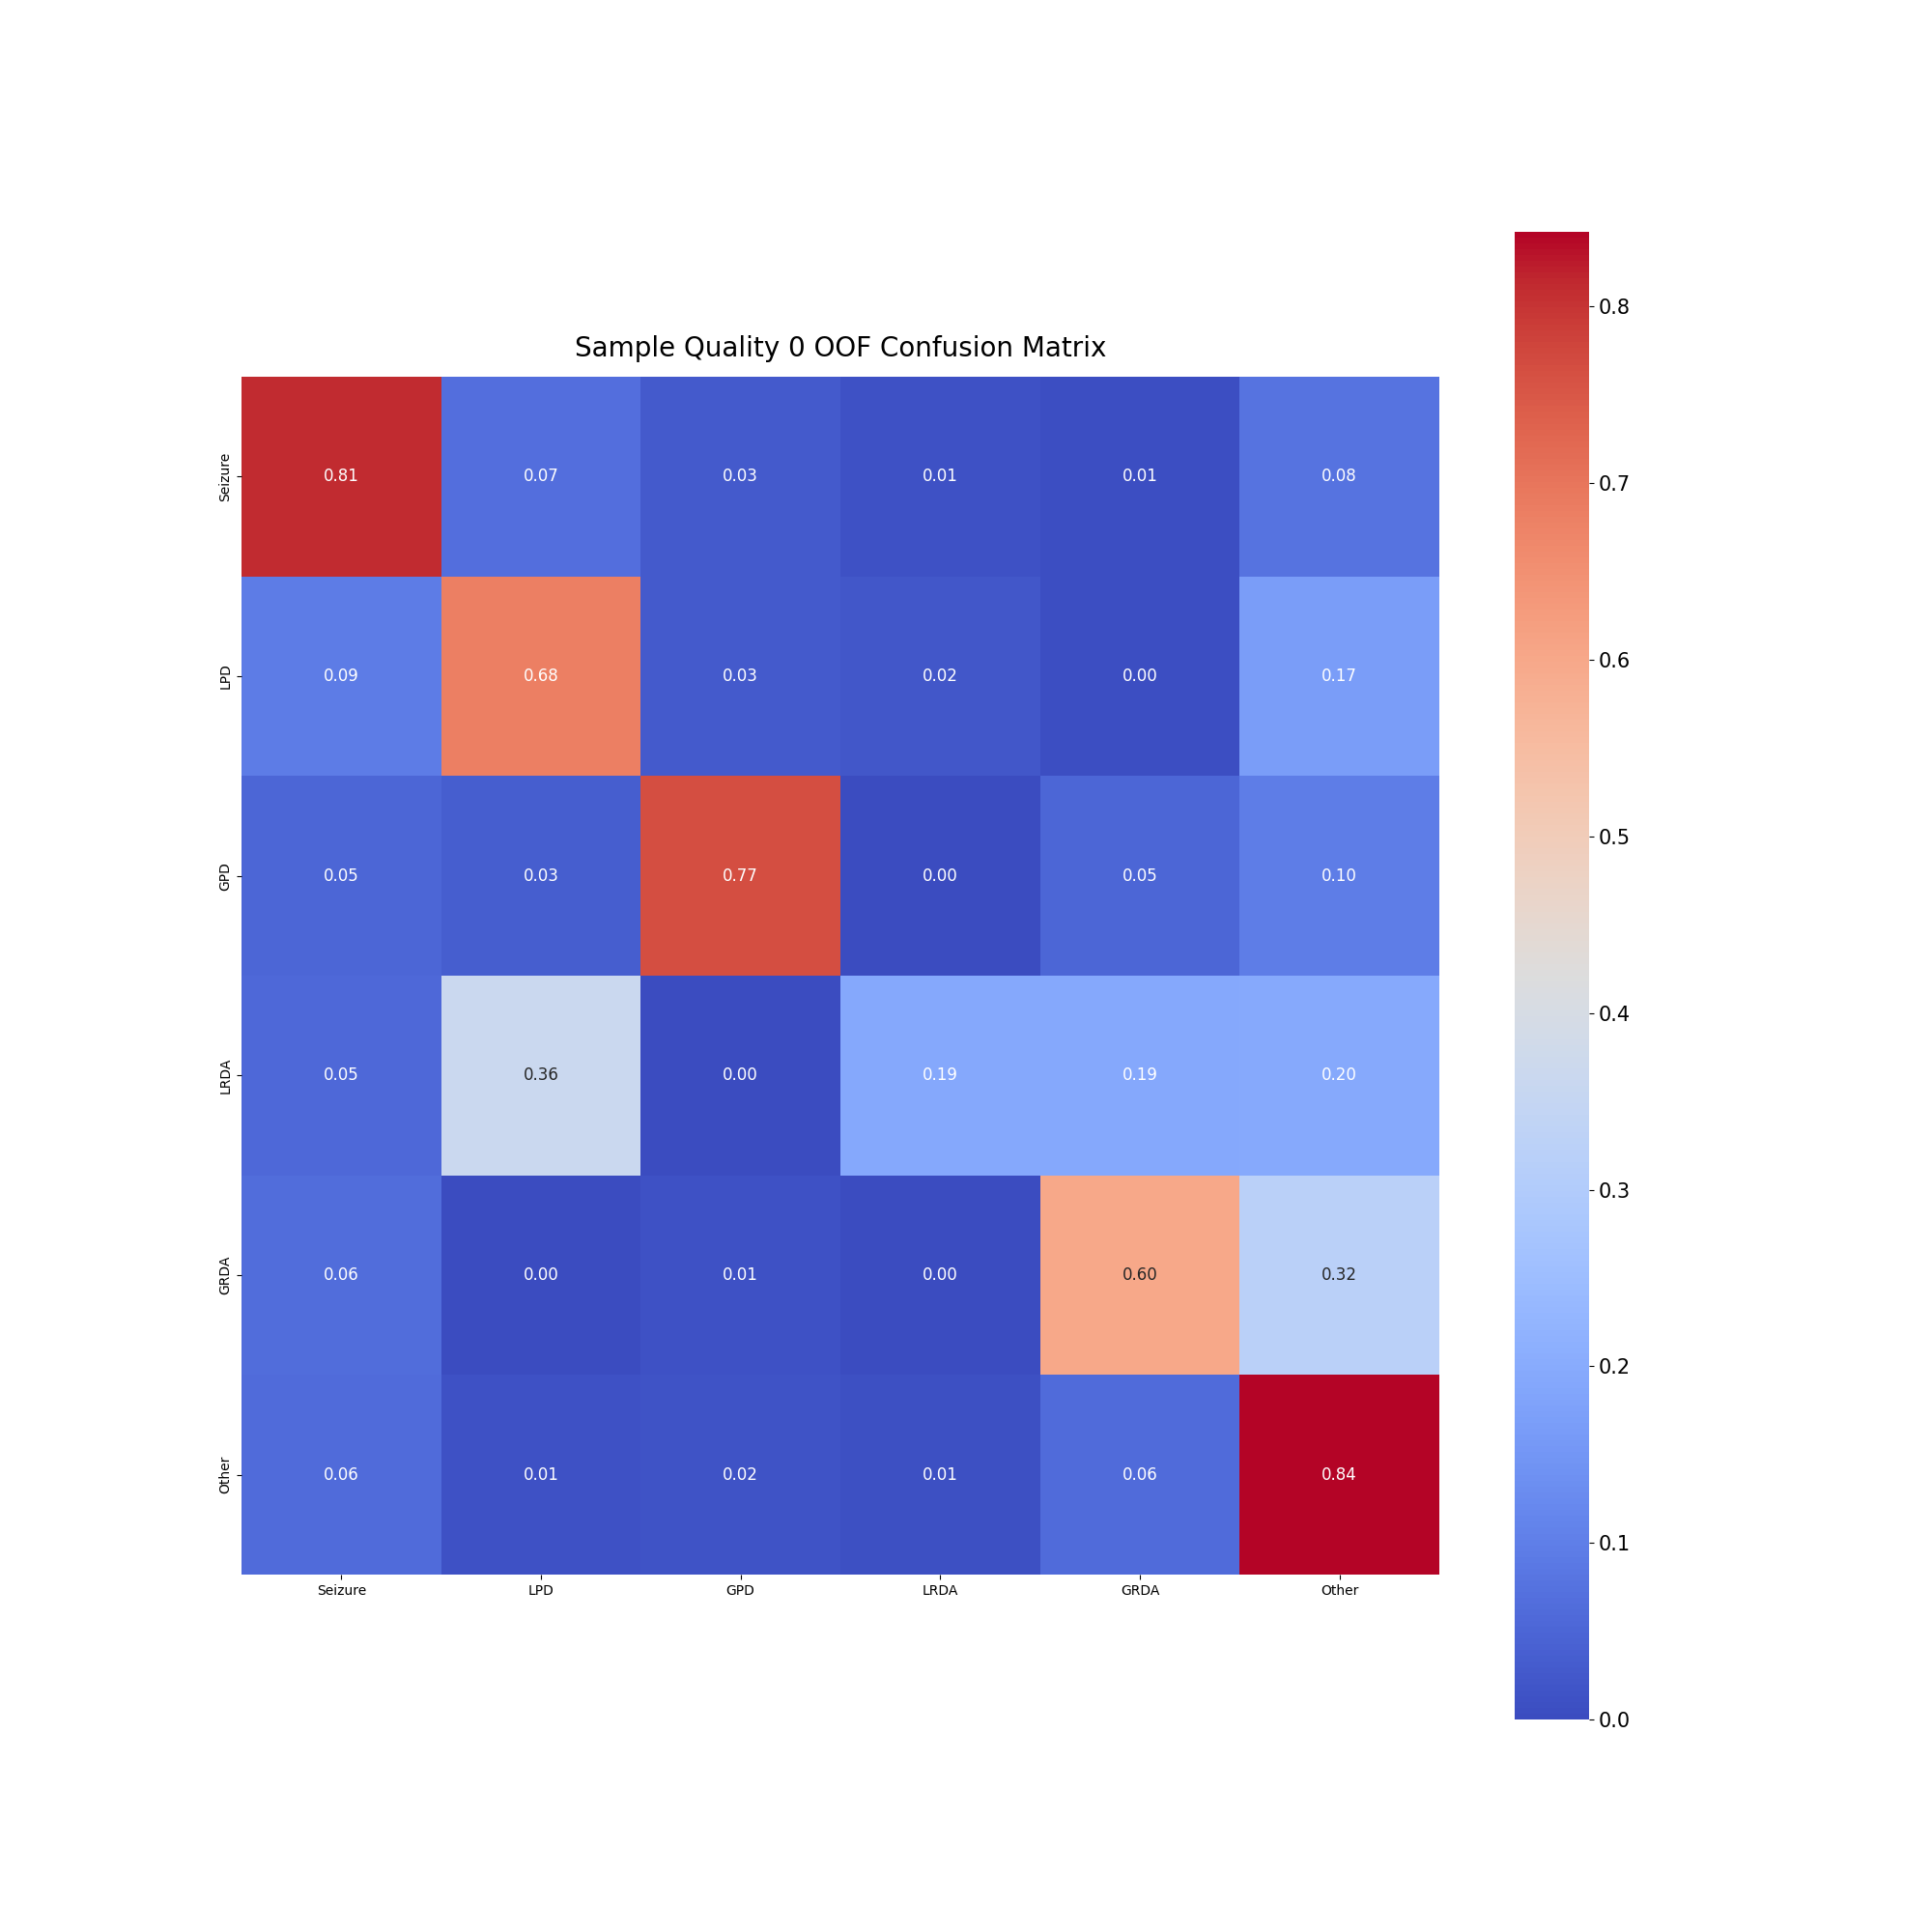 Sample Quality 0 OOF Confusion Matrix
Seizure 0.81 0.07 0.03 0.01 0.01 0.08
LPD 0.09 0.68 0.03 0.02 0.00 0.17
GPD 0.05 0.03 0.77 0.00 0.05 0.10
LRDA 0.05 0.36 0.00 0.19 0.19 0.20
GRDA 0.06 0.00 0.01 0.00 0.60 0.32
Other 0.06 0.01 0.02 0.01 0.06 0.84
Seizure LPD GPD LRDA GRDA Other
0.8
0.7
0.6
0.5
0.4
0.3
0.2
0.1
0.0